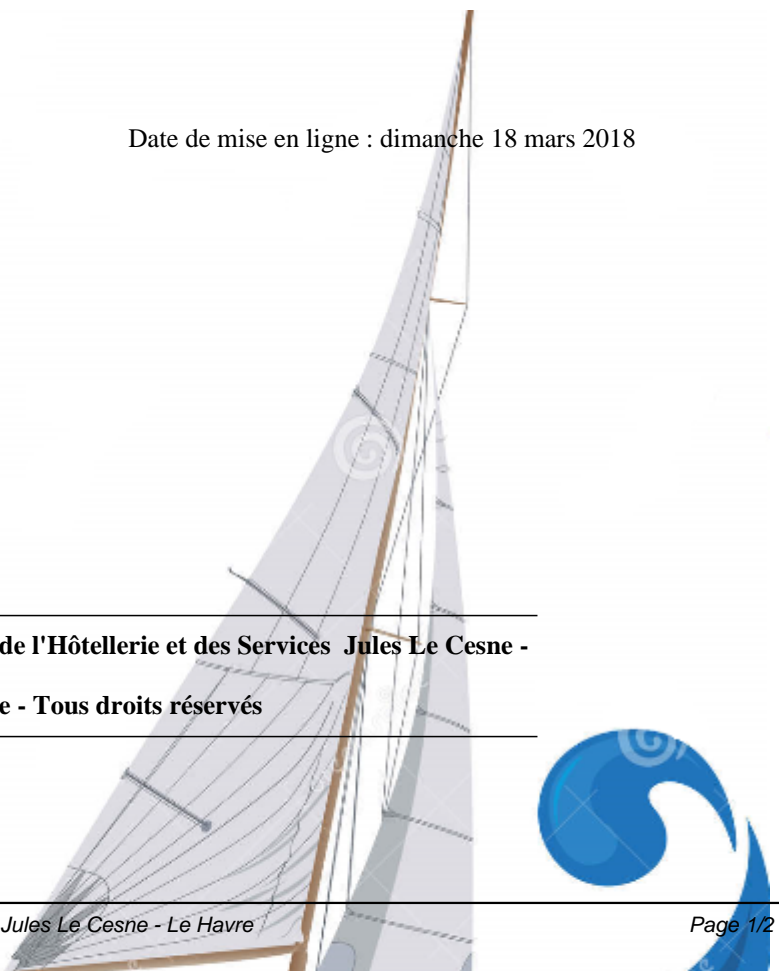 Date de mise en ligne : dimanche 18 mars 2018
de l'Hôtellerie et des Services Jules Le Cesne -
e - Tous droits réservés
Jules Le Cesne - Le Havre Page 1/2